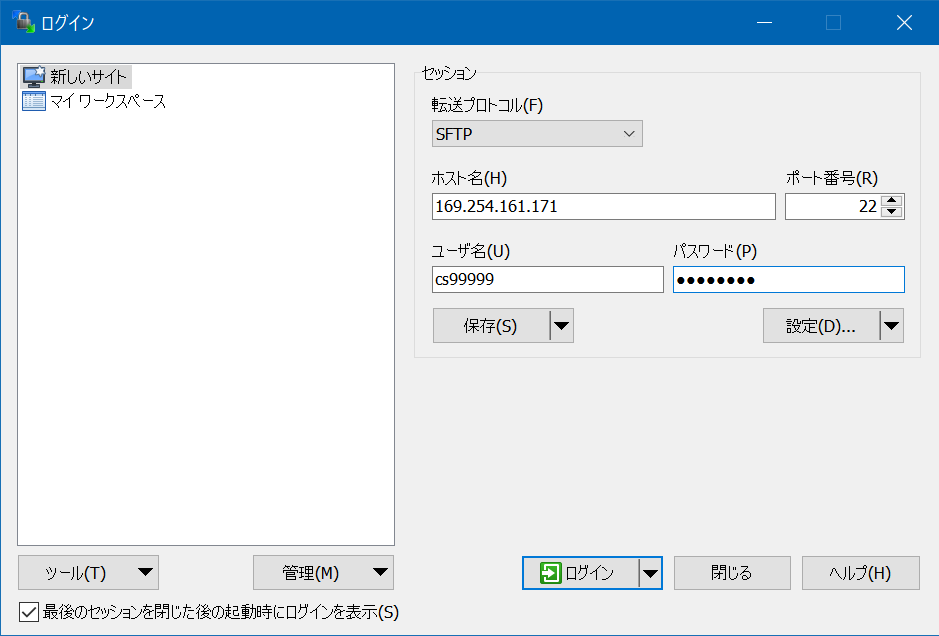 ログイン
新しいサイト
マイ ワークスペース
セッション
転送プロトコル(F)
SFTP
ホスト名(H)
ポート番号(R)
169.254.161.171
22
ユーザ名(U)
パスワード(P)
cs99999
●●●●●●●●
保存(S)
設定(D)...
ツール(T)
管理(M)
ログイン
閉じる
ヘルプ(H)
最後のセッションを閉じた後の起動時にログインを表示(S)